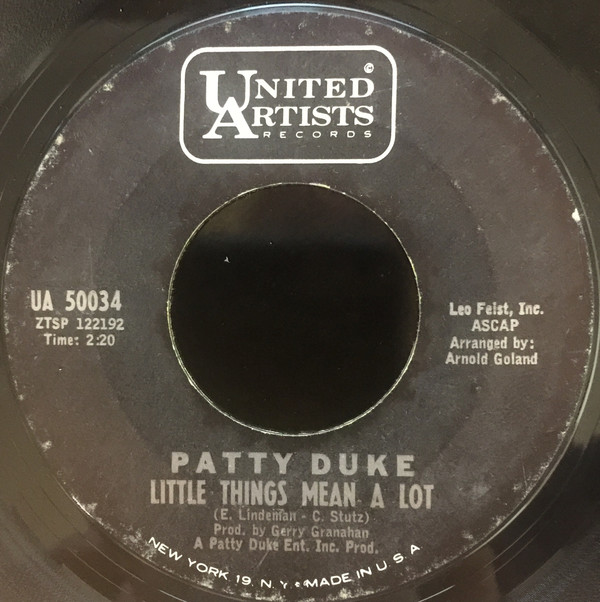 UNITED ©
ARTISTS
RECORDS
UA 50034
ZTSP 122192
Time: 2:20
Leo Feist, Inc.
ASCAP
Arranged by:
Arnold Goland
PATTY DUKE
LITTLE THINGS MEAN A LOT
(E. Lindeman - C. Stutz)
Prod. by Gerry Granahan
A Patty Duke Ent. Inc. Prod.
NEW YORK 19, N.Y. • MADE IN U.S.A.